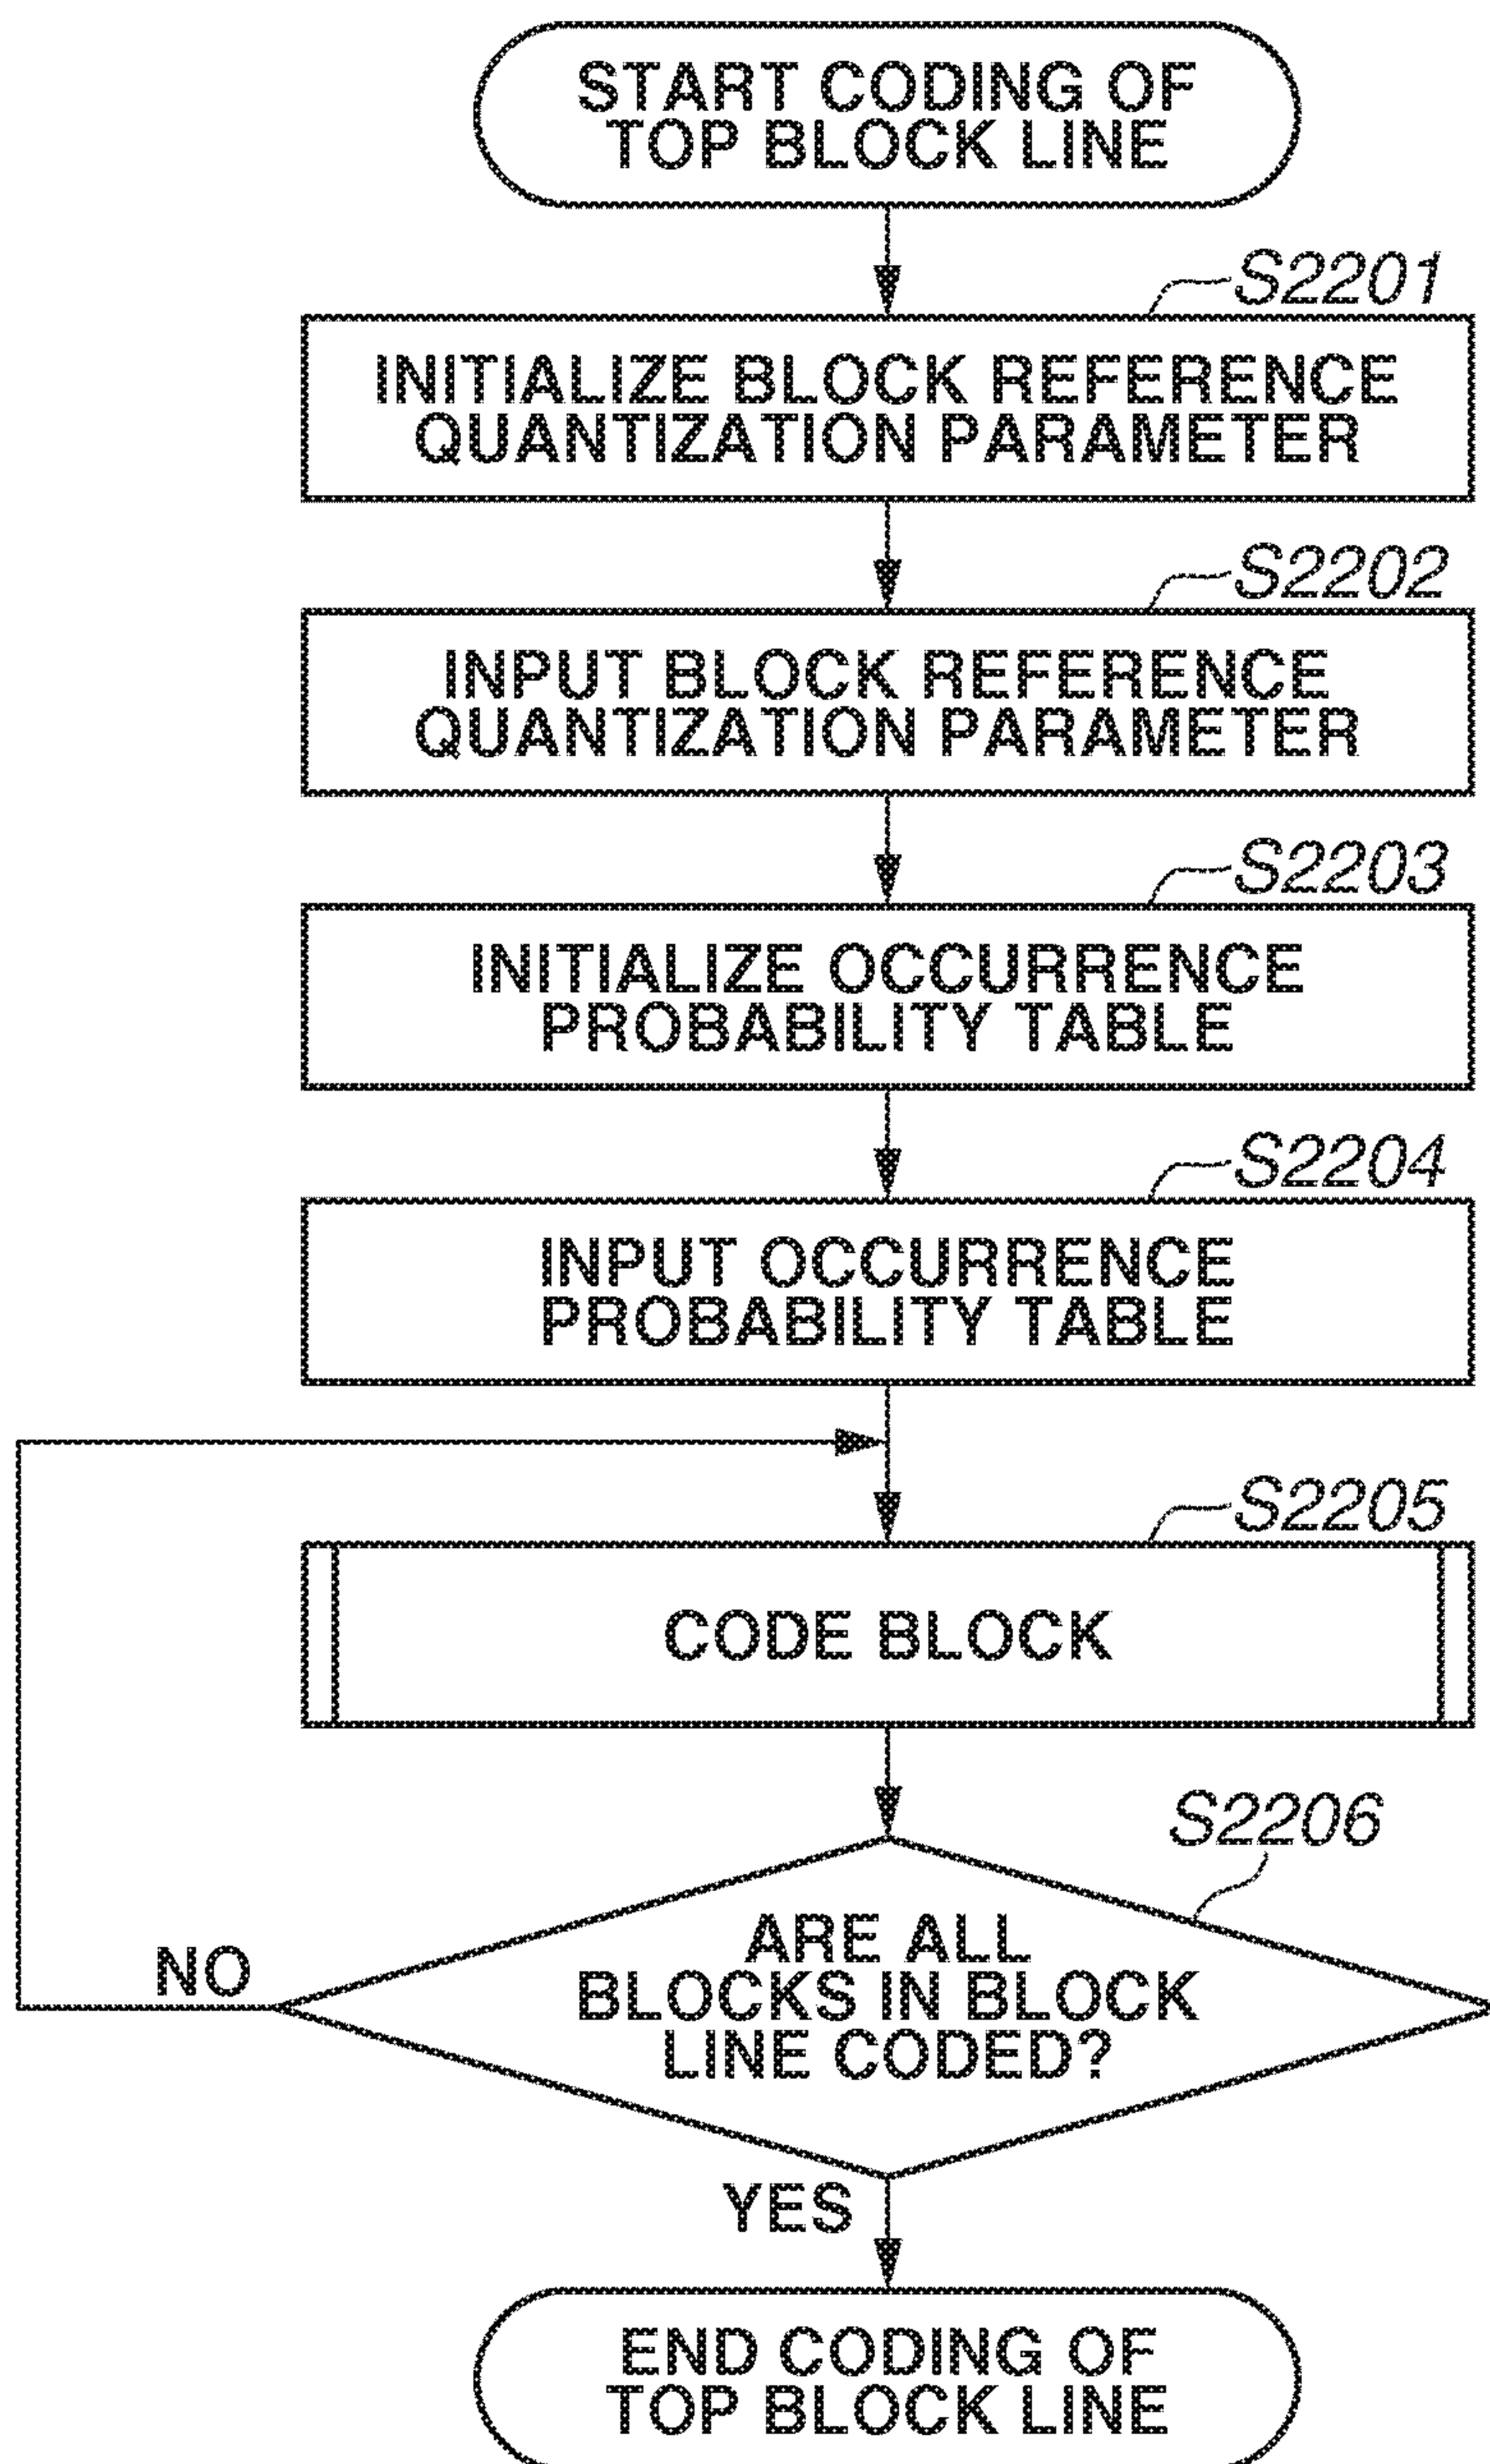 START CODING OF
TOP BLOCK LINE
S2201
INITIALIZE BLOCK REFERENCE
QUANTIZATION PARAMETER
S2202
INPUT BLOCK REFERENCE
QUANTIZATION PARAMETER
S2203
INITIALIZE OCCURRENCE
PROBABILITY TABLE
S2204
INPUT OCCURRENCE
PROBABILITY TABLE
S2205
CODE BLOCK
S2206
ARE ALL
BLOCKS IN BLOCK
LINE CODED?
NO
YES
END CODING OF
TOP BLOCK LINE